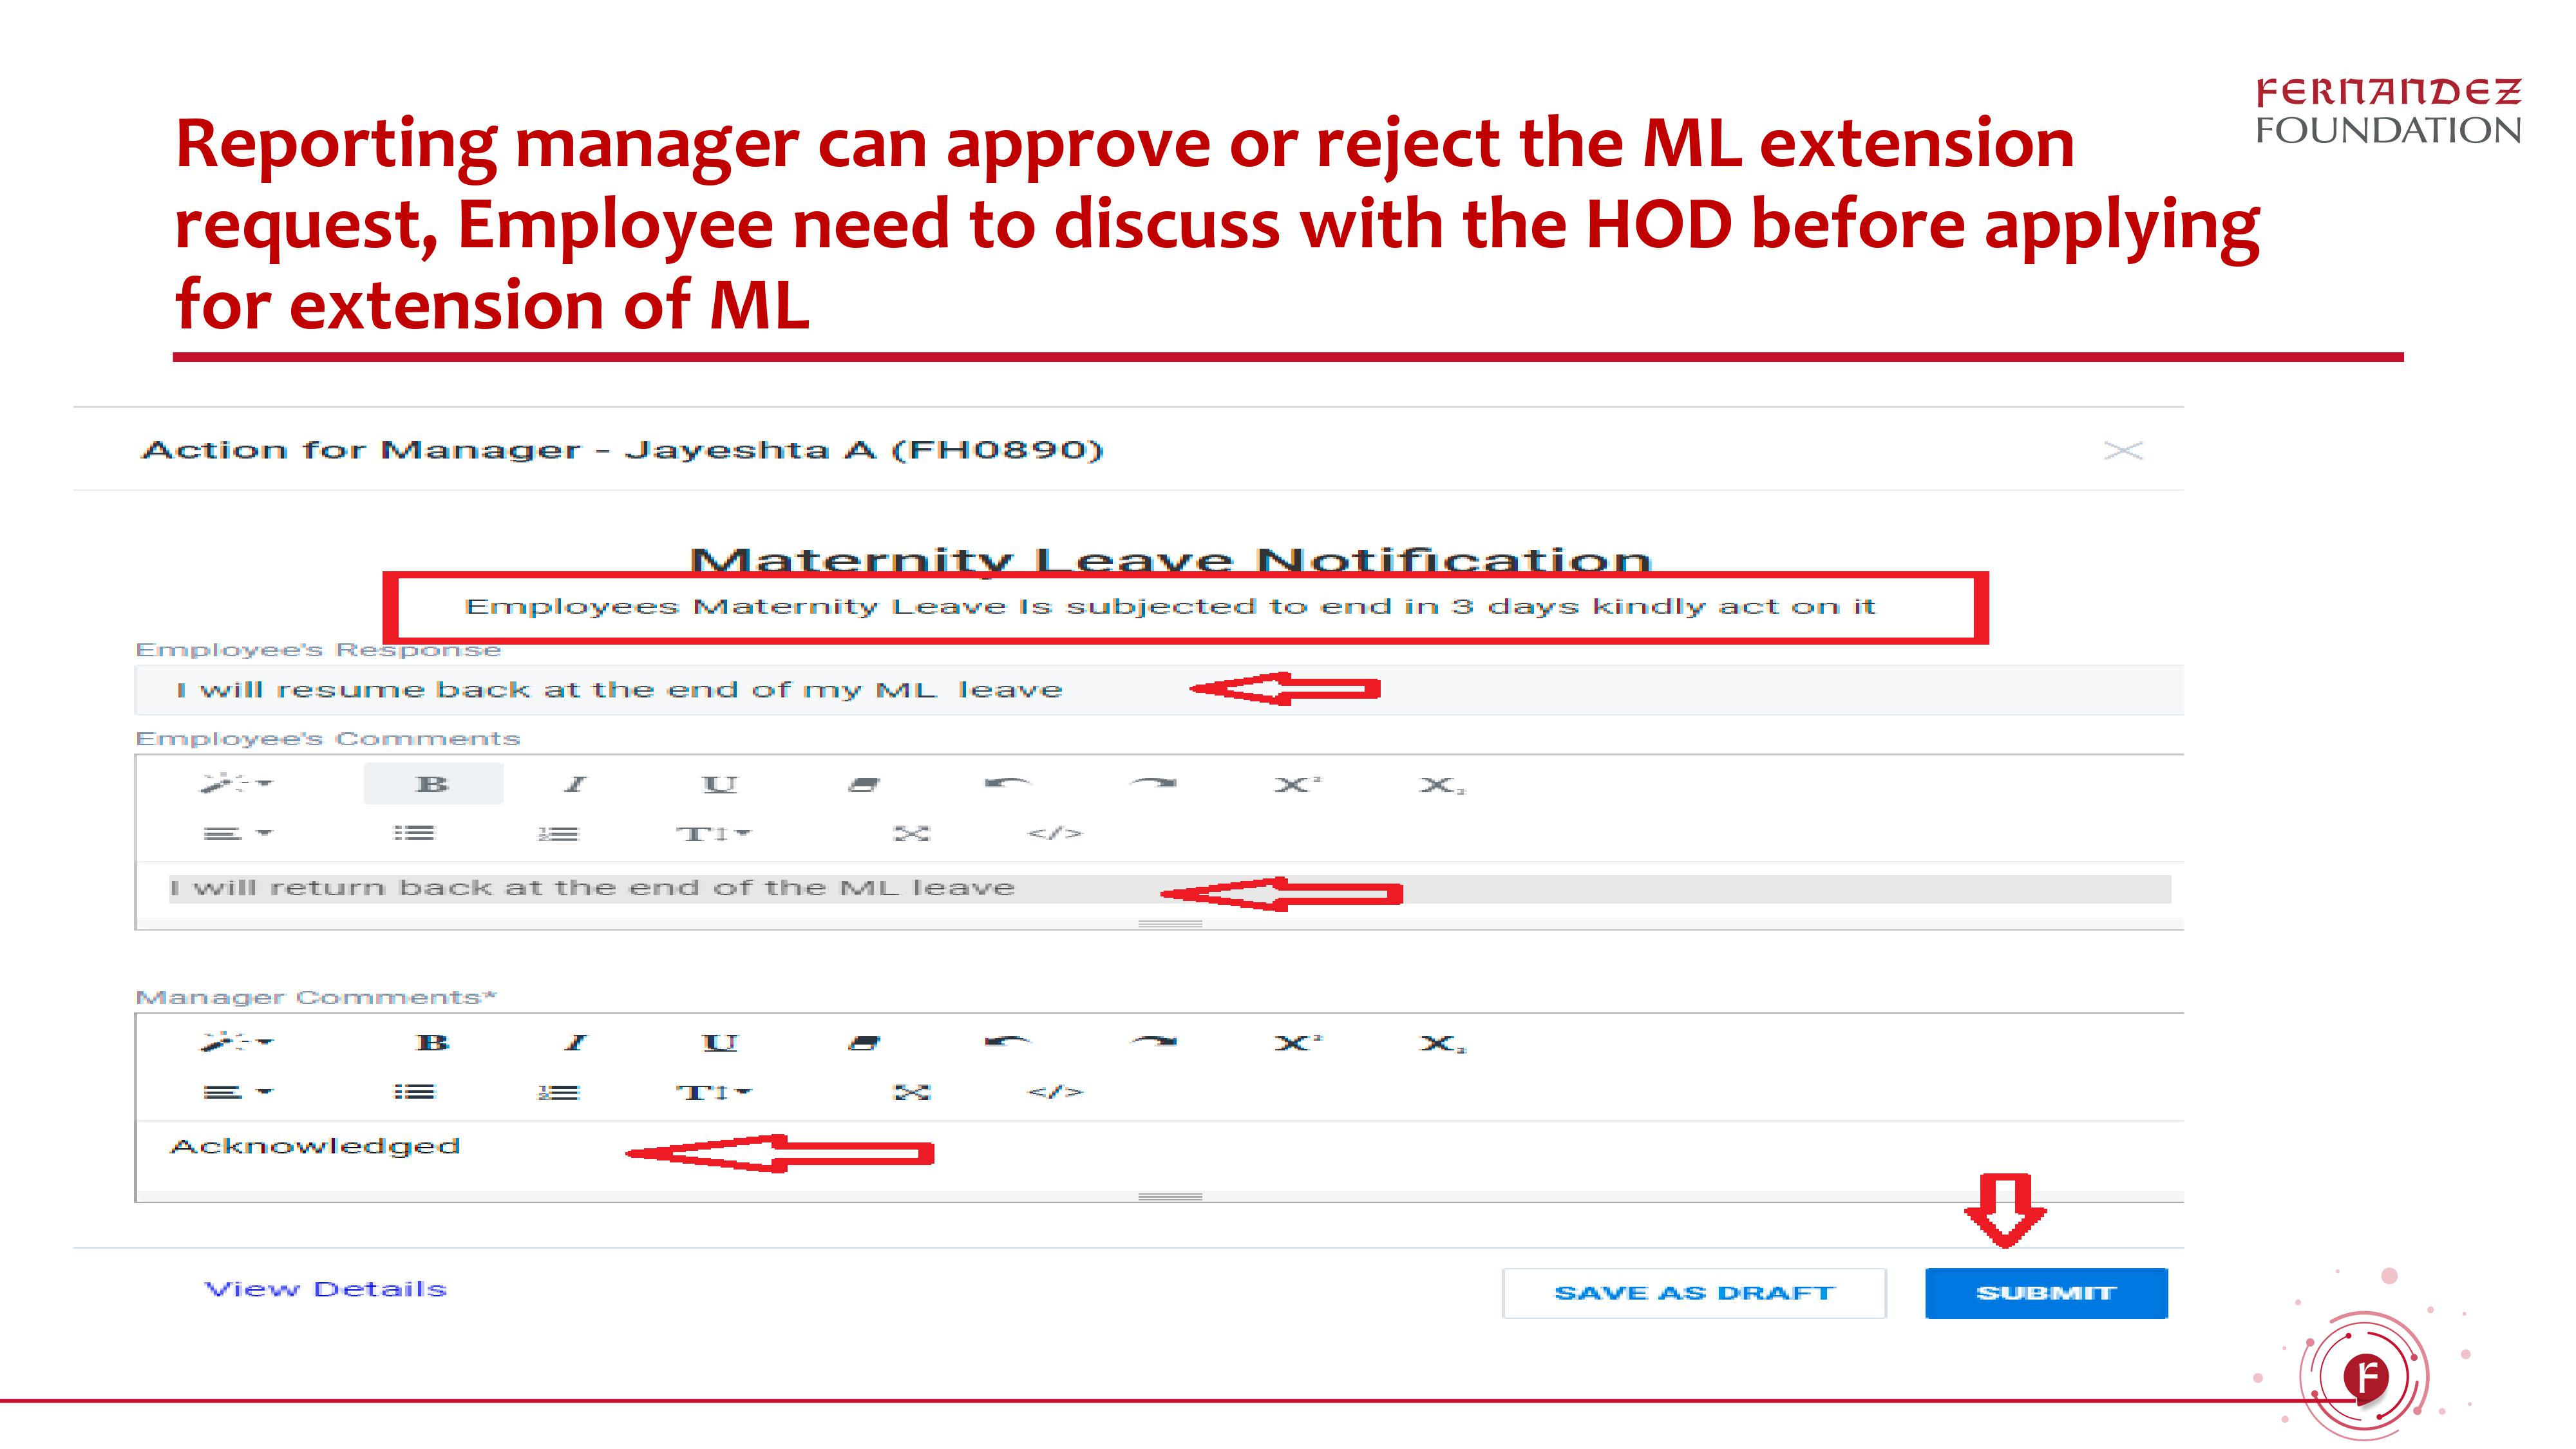 FERNANDEZ
FOUNDATION
Reporting manager can approve or reject the ML extension
request, Employee need to discuss with the HOD before applying
for extension of ML
Action for Manager - Jayeshta A (FH0890)
Maternity Leave Notification
Employees Maternity Leave Is subjected to end in 3 days kindly act on it
Employee's Response
I will resume back at the end of my ML leave
Employee's Comments
B I U X² X₂
T </>
I will return back at the end of the ML leave
Manager Comments*
B I U X² X₂
T </>
Acknowledged
View Details
SAVE AS DRAFT
SUBMIT
F